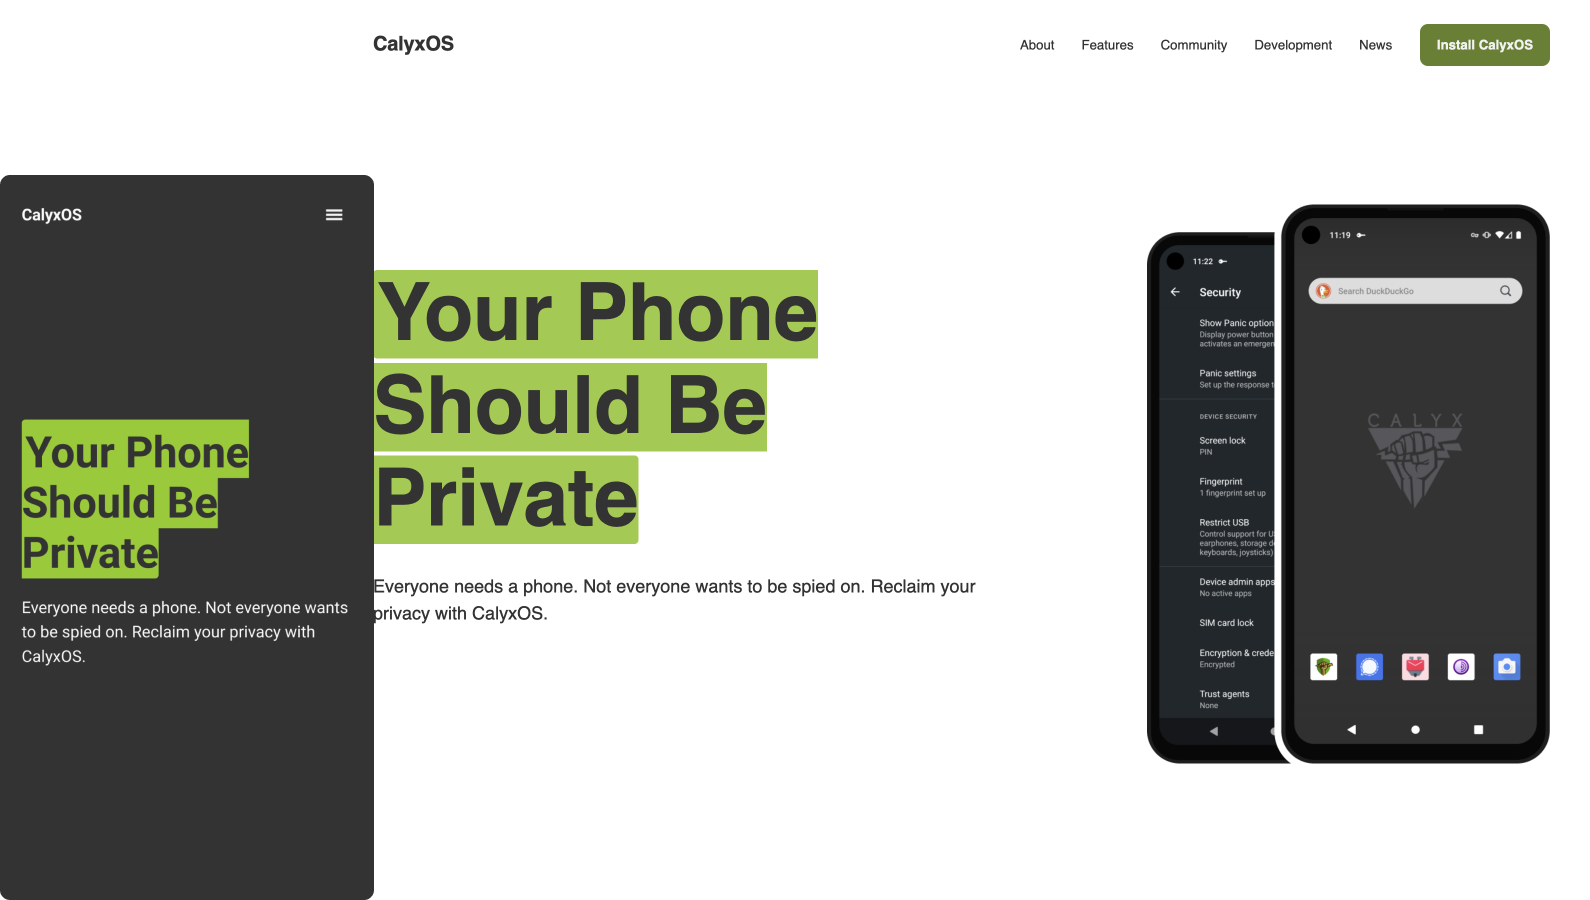 CalyxOS
About
Features
Community
Development
News
Install CalyxOS
CalyxOS
Your Phone
Should Be
Private
Everyone needs a phone. Not everyone wants
to be spied on. Reclaim your privacy with
CalyxOS.
Your Phone
Should Be
Private
Everyone needs a phone. Not everyone wants to be spied on. Reclaim your
privacy with CalyxOS.
11:22
Security
Show Panic option
Display power button
activates an emergen
Panic settings
Set up the response t
DEVICE SECURITY
Screen lock
PIN
Fingerprint
1 fingerprint set up
Restrict USB
Control support for U
earphones, storage d
keyboards, joysticks)
Device admin apps
No active apps
SIM card lock
Encryption & crede
Encrypted
Trust agents
None
11:19
Search DuckDuckGo
CALYX